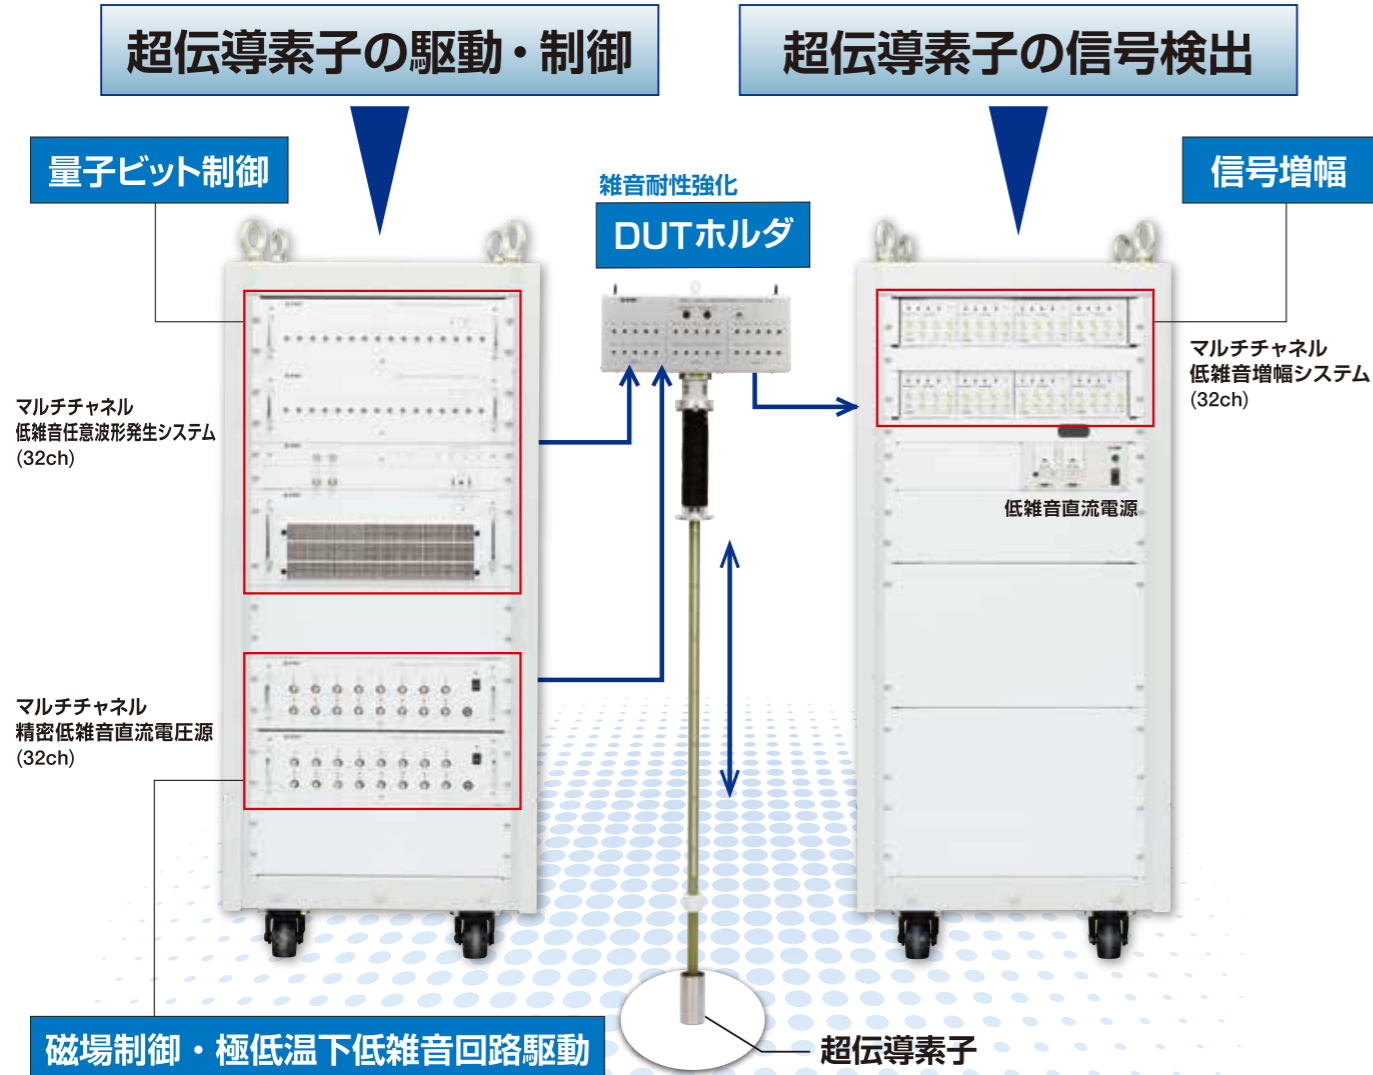 超伝導素子の駆動・制御
超伝導素子の信号検出
量子ビット制御
雑音耐性強化
DUTホルダ
信号増幅
マルチチャネル
低雑音増幅システム
(32ch)
マルチチャネル
低雑音任意波形発生システム
(32ch)
低雑音直流電源
マルチチャネル
精密低雑音直流電圧源
(32ch)
磁場制御・極低温下低雑音回路駆動
超伝導素子